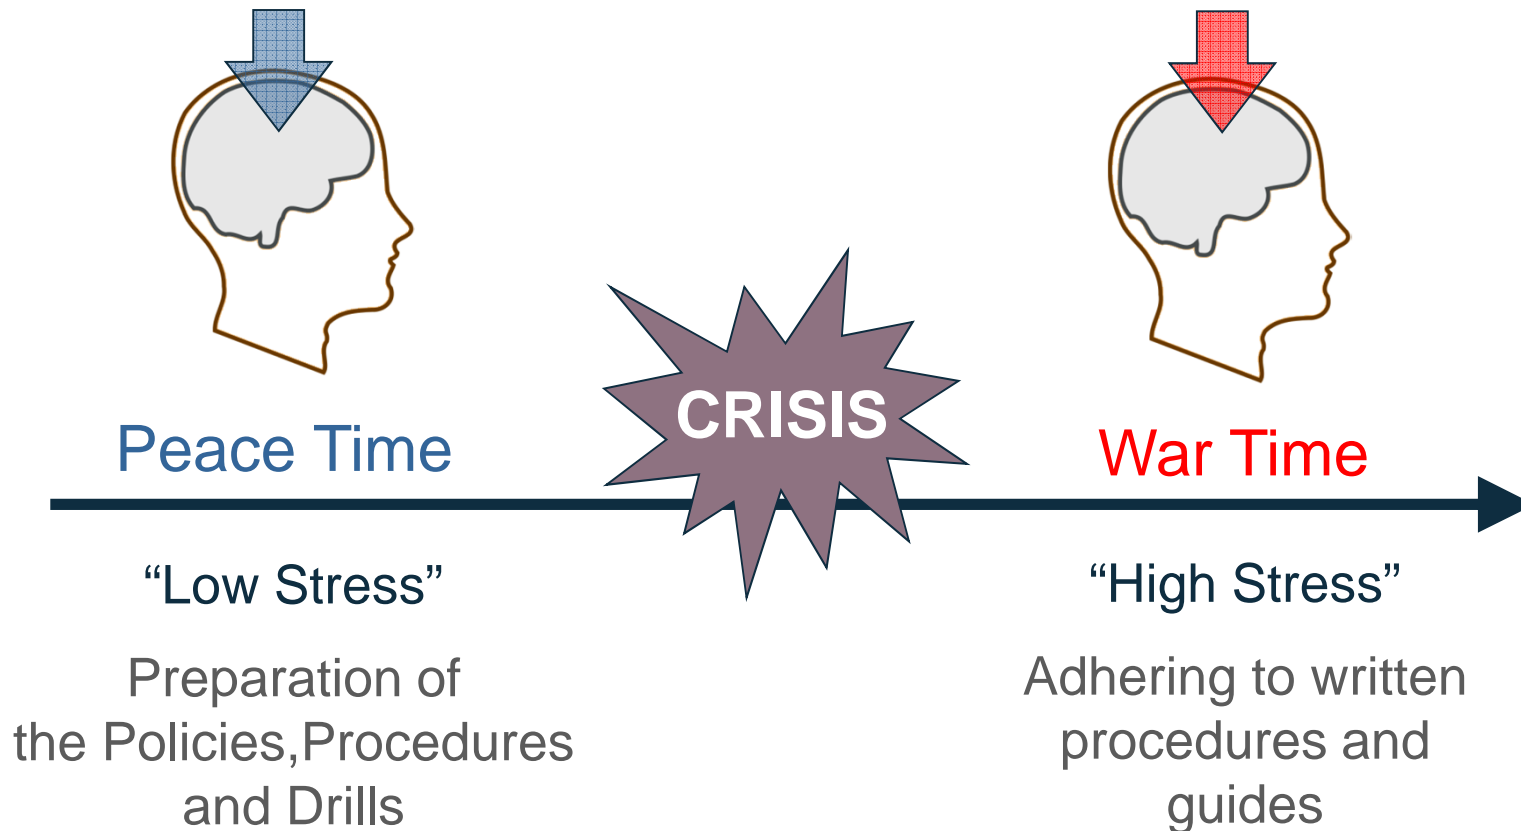 CRISIS
Peace Time
War Time
“Low Stress”
“High Stress”
Preparation of
the Policies,Procedures
and Drills
Adhering to written
procedures and
guides